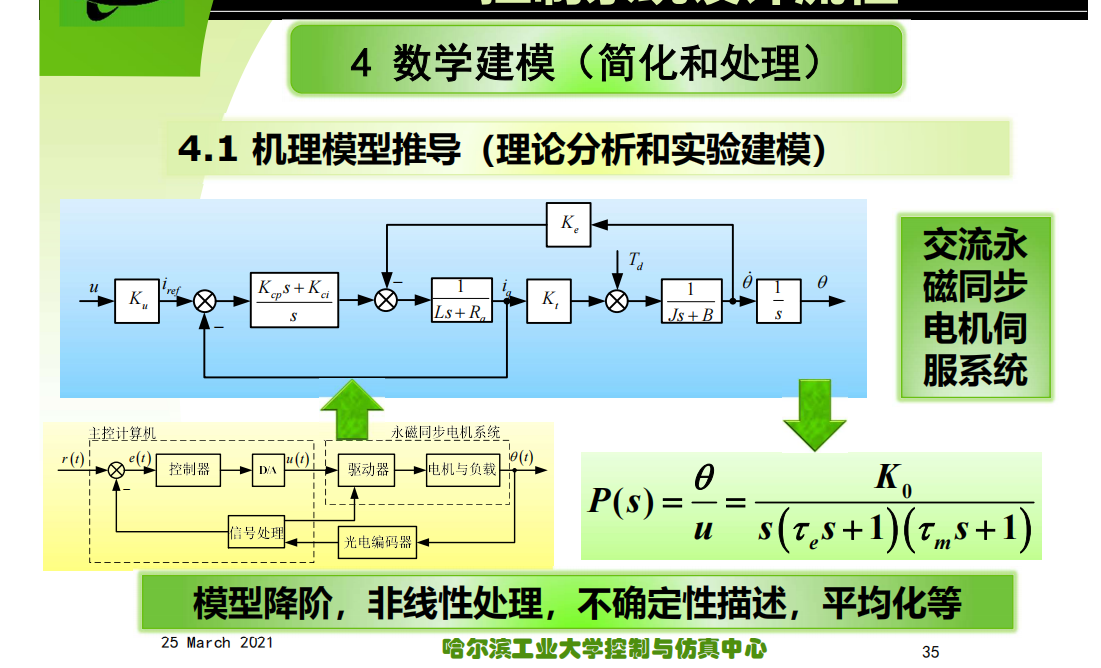 4 数学建模（简化和处理）
4.1 机理模型推导（理论分析和实验建模）
K_e
T_d
u K_u i_ref (K_cp s + K_ci)/s 1/(Ls + R_a) i_q K_t 1/(Js + B) θ̇ 1/s θ
−
−
交流永
磁同步
电机伺
服系统
主控计算机 永磁同步电机系统
r(t) e(t) 控制器 D/A u(t) 驱动器 电机与负载 θ(t)
−
信号处理 光电编码器
P(s) = θ/u = K_0/(s(τ_e s + 1)(τ_m s + 1))
模型降阶，非线性处理，不确定性描述，平均化等
25 March 2021 哈尔滨工业大学控制与仿真中心 35